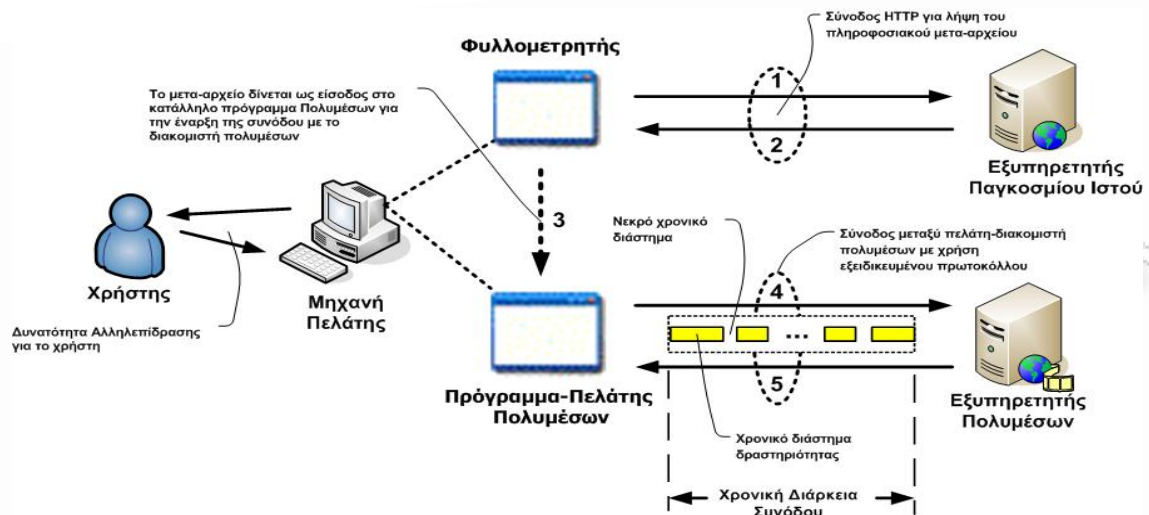 Σύνοδος HTTP για λήψη του
πληροφοσιακού μετα-αρχείου
Φυλλομετρητής
Το μετα-αρχείο δίνεται ως είσοδος στο
κατάλληλο πρόγραμμα Πολυμέσων για
την έναρξη της συνόδου με το
διακομιστή πολυμέσων
1
2
Εξυπηρετητής
Παγκοσμίου Ιστού
3
Νεκρό χρονικό
διάστημα
Σύνοδος μεταξύ πελάτη-διακομιστή
πολυμέσων με χρήση
εξειδικευμένου πρωτοκόλλου
Χρήστης
Μηχανή
Πελάτης
Δυνατότητα Αλληλεπίδρασης
για το χρήστη
4
...
5
Πρόγραμμα-Πελάτης
Πολυμέσων
Εξυπηρετητής
Πολυμέσων
Χρονικό διάστημα
δραστηριότητας
Χρονική Διάρκεια
Συνόδου